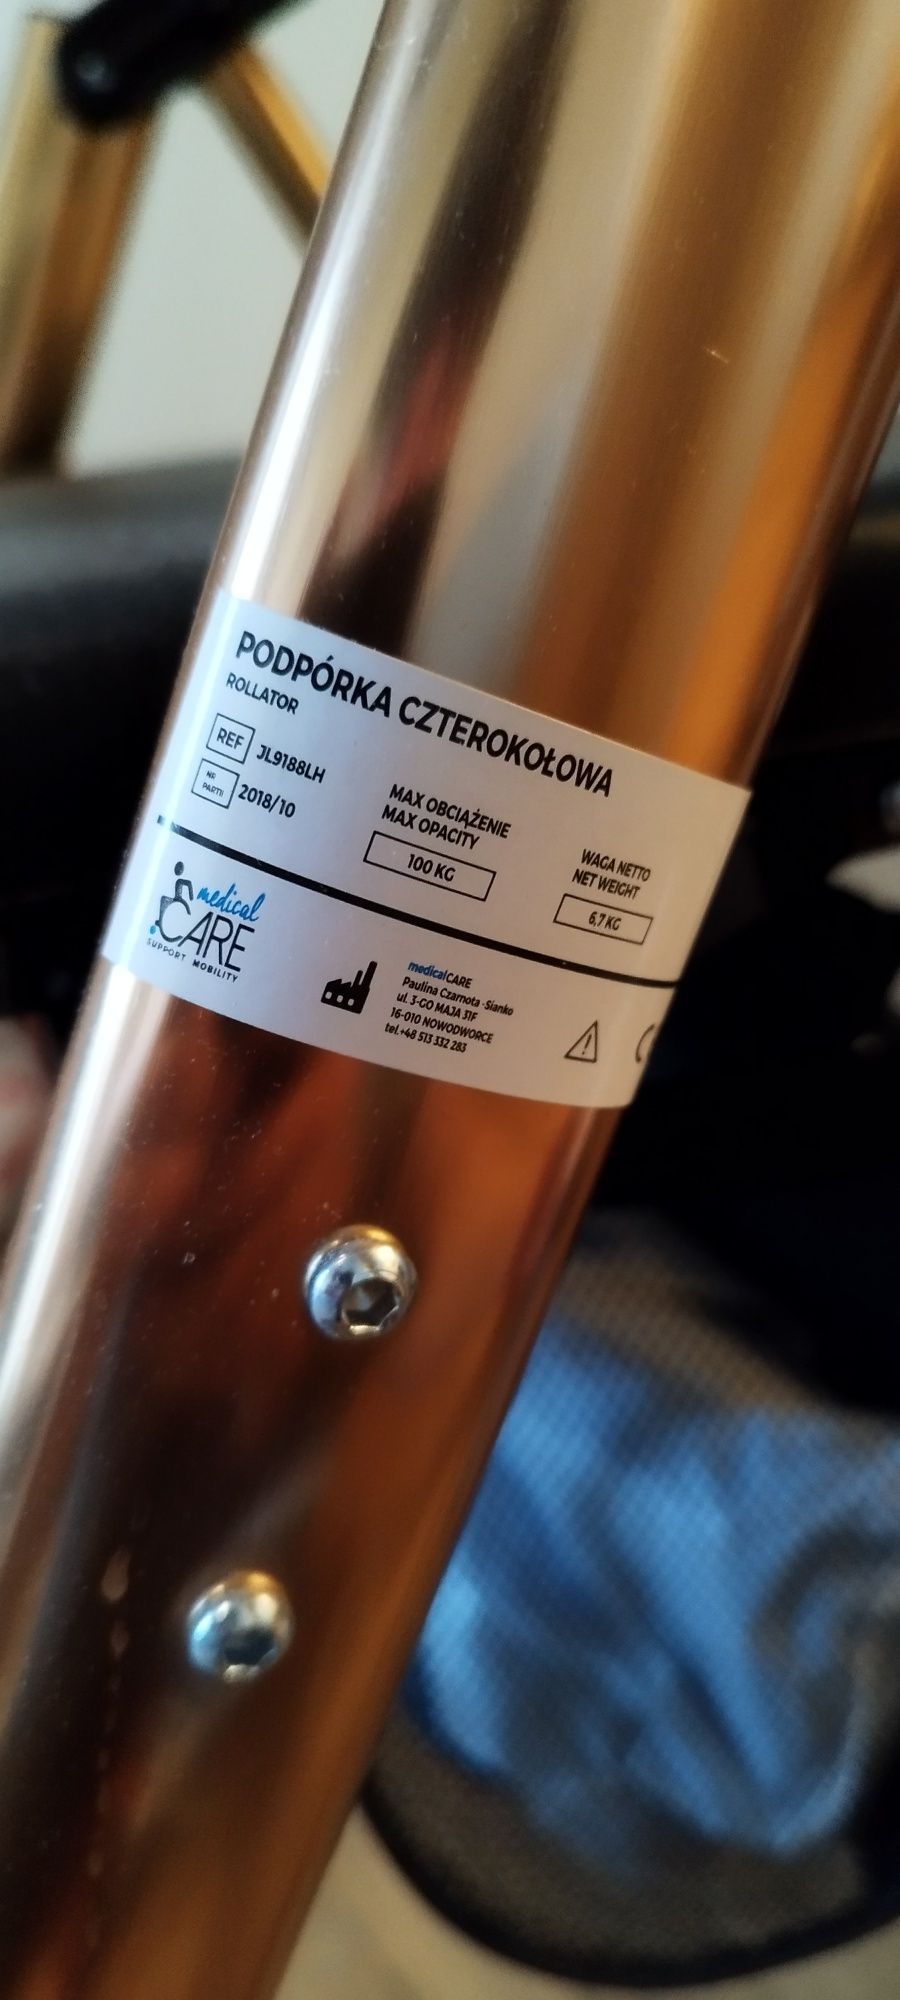 PODPÓRKA CZTEROKOŁOWA
ROLLATOR
REF JL9188LH
NR PARTII 2018/10
MAX OBCIĄŻENIE
MAX OPACITY
100 KG
WAGA NETTO
NET WEIGHT
6,7 KG
medical
CARE
SUPPORT MOBILITY
medicalCARE
Paulina Czarnota -Sianko
ul. 3-GO MAJA 31F
16-010 NOWODWORCE
tel.+48 513 332 283